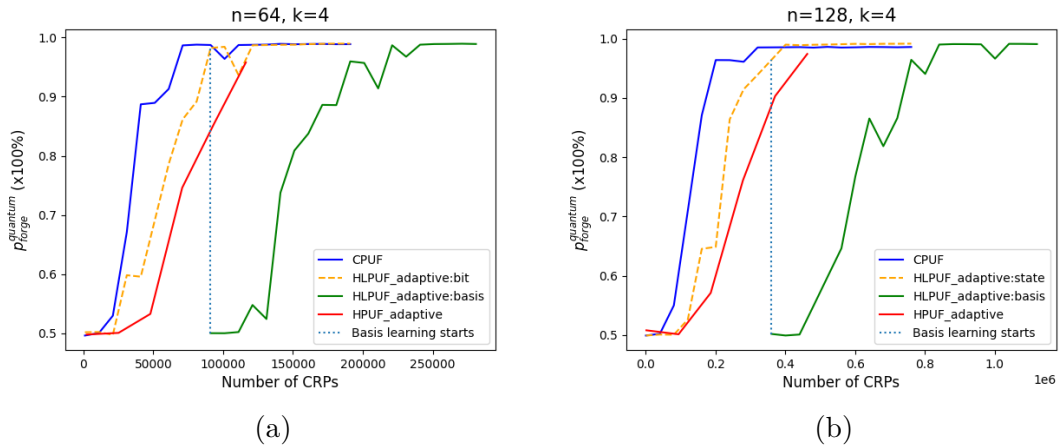 n=64, k=4
1.0
0.9
0.8
0.7
0.6
0.5
p_forge^quantum (x100%)
CPUF
HLPUF_adaptive:bit
HLPUF_adaptive:basis
HPUF_adaptive
Basis learning starts
0 50000 100000 150000 200000 250000
Number of CRPs
(a)
n=128, k=4
1.0
0.9
0.8
0.7
0.6
0.5
p_forge^quantum (x100%)
CPUF
HLPUF_adaptive:state
HLPUF_adaptive:basis
HPUF_adaptive
Basis learning starts
0.0 0.2 0.4 0.6 0.8 1.0
1e6
Number of CRPs
(b)